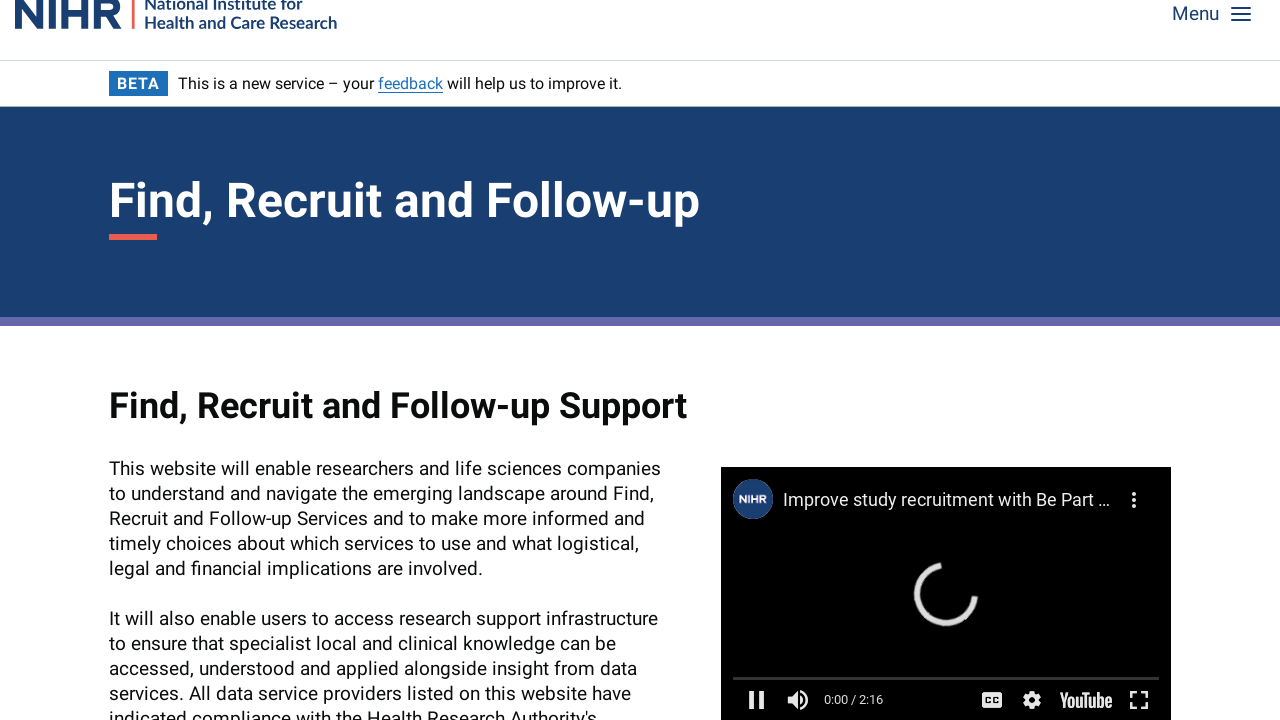 NIHR
National Institute for
Health and Care Research
Menu
BETA
This is a new service – your feedback will help us to improve it.
Find, Recruit and Follow-up
Find, Recruit and Follow-up Support
This website will enable researchers and life sciences companies
to understand and navigate the emerging landscape around Find,
Recruit and Follow-up Services and to make more informed and
timely choices about which services to use and what logistical,
legal and financial implications are involved.
It will also enable users to access research support infrastructure
to ensure that specialist local and clinical knowledge can be
accessed, understood and applied alongside insight from data
services. All data service providers listed on this website have
indicated compliance with the Health Research Authority's
NIHR
Improve study recruitment with Be Part ...
0:00 / 2:16
CC
YouTube